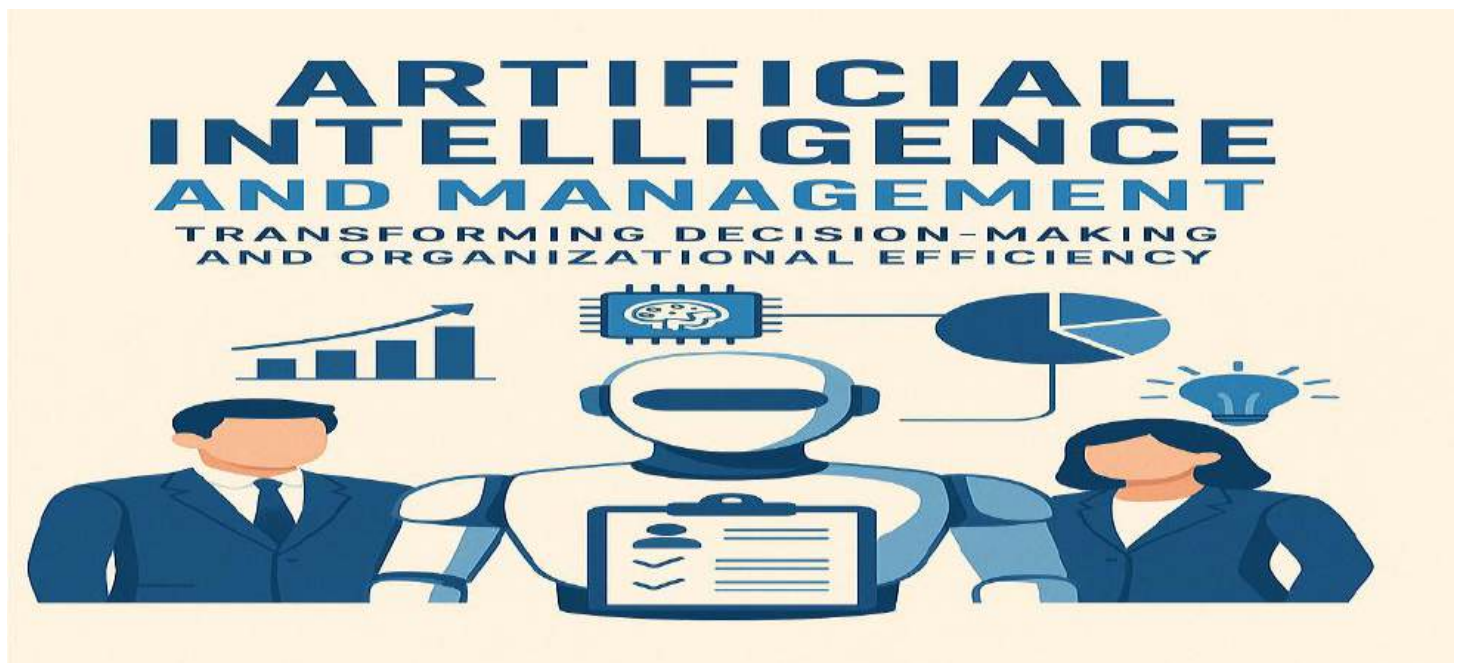 ARTIFICIAL
INTELLIGENCE
AND MANAGEMENT
TRANSFORMING DECISION-MAKING
AND ORGANIZATIONAL EFFICIENCY